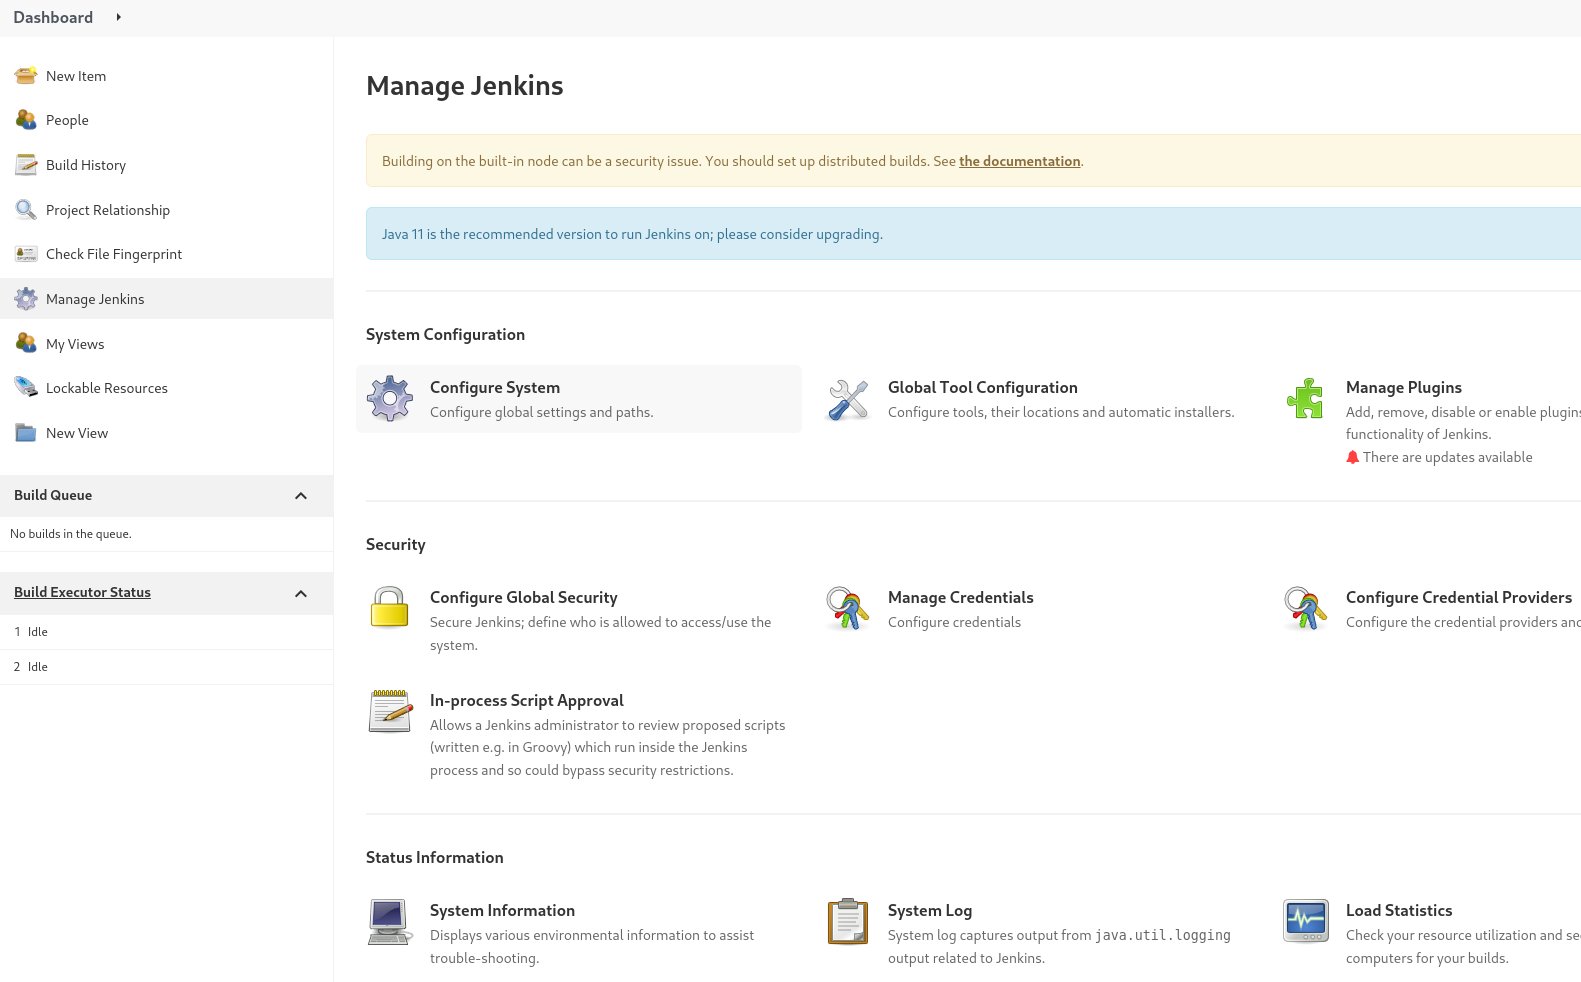 Dashboard
New Item
People
Build History
Project Relationship
Check File Fingerprint
Manage Jenkins
My Views
Lockable Resources
New View
Build Queue
No builds in the queue.
Build Executor Status
1 Idle
2 Idle
Manage Jenkins
Building on the built-in node can be a security issue. You should set up distributed builds. See the documentation.
Java 11 is the recommended version to run Jenkins on; please consider upgrading.
System Configuration
Configure System
Configure global settings and paths.
Global Tool Configuration
Configure tools, their locations and automatic installers.
Manage Plugins
Add, remove, disable or enable plugins
functionality of Jenkins.
There are updates available
Security
Configure Global Security
Secure Jenkins; define who is allowed to access/use the
system.
Manage Credentials
Configure credentials
Configure Credential Providers
Configure the credential providers and
In-process Script Approval
Allows a Jenkins administrator to review proposed scripts
(written e.g. in Groovy) which run inside the Jenkins
process and so could bypass security restrictions.
Status Information
System Information
Displays various environmental information to assist
trouble-shooting.
System Log
System log captures output from java.util.logging
output related to Jenkins.
Load Statistics
Check your resource utilization and
computers for your builds.